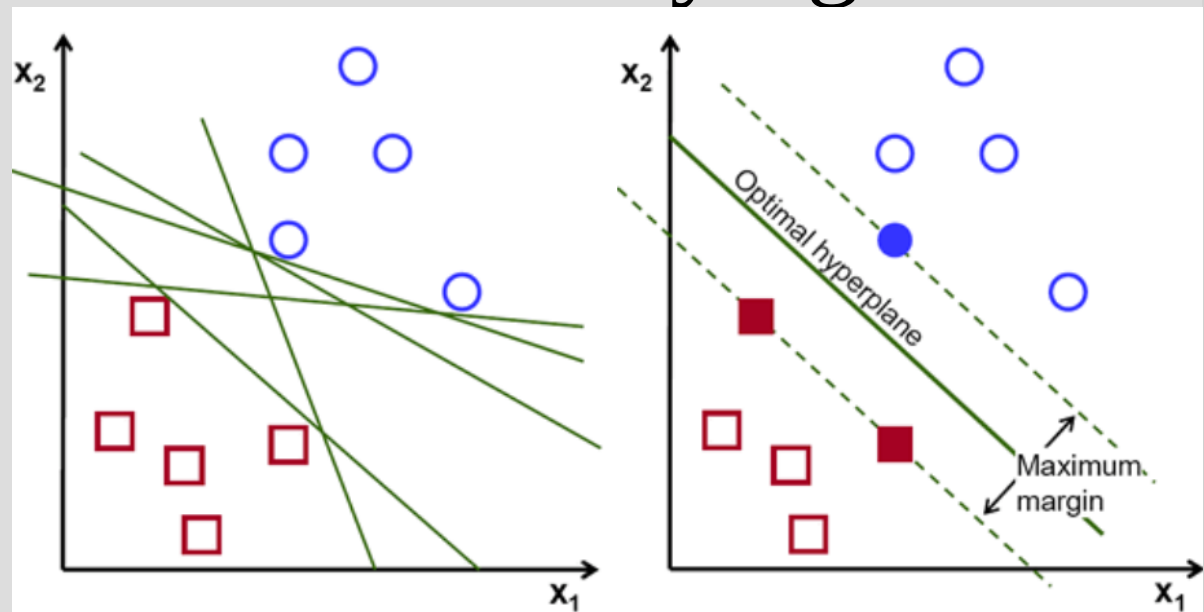 x₂
x₁
x₂
Optimal hyperplane
Maximum
margin
x₁